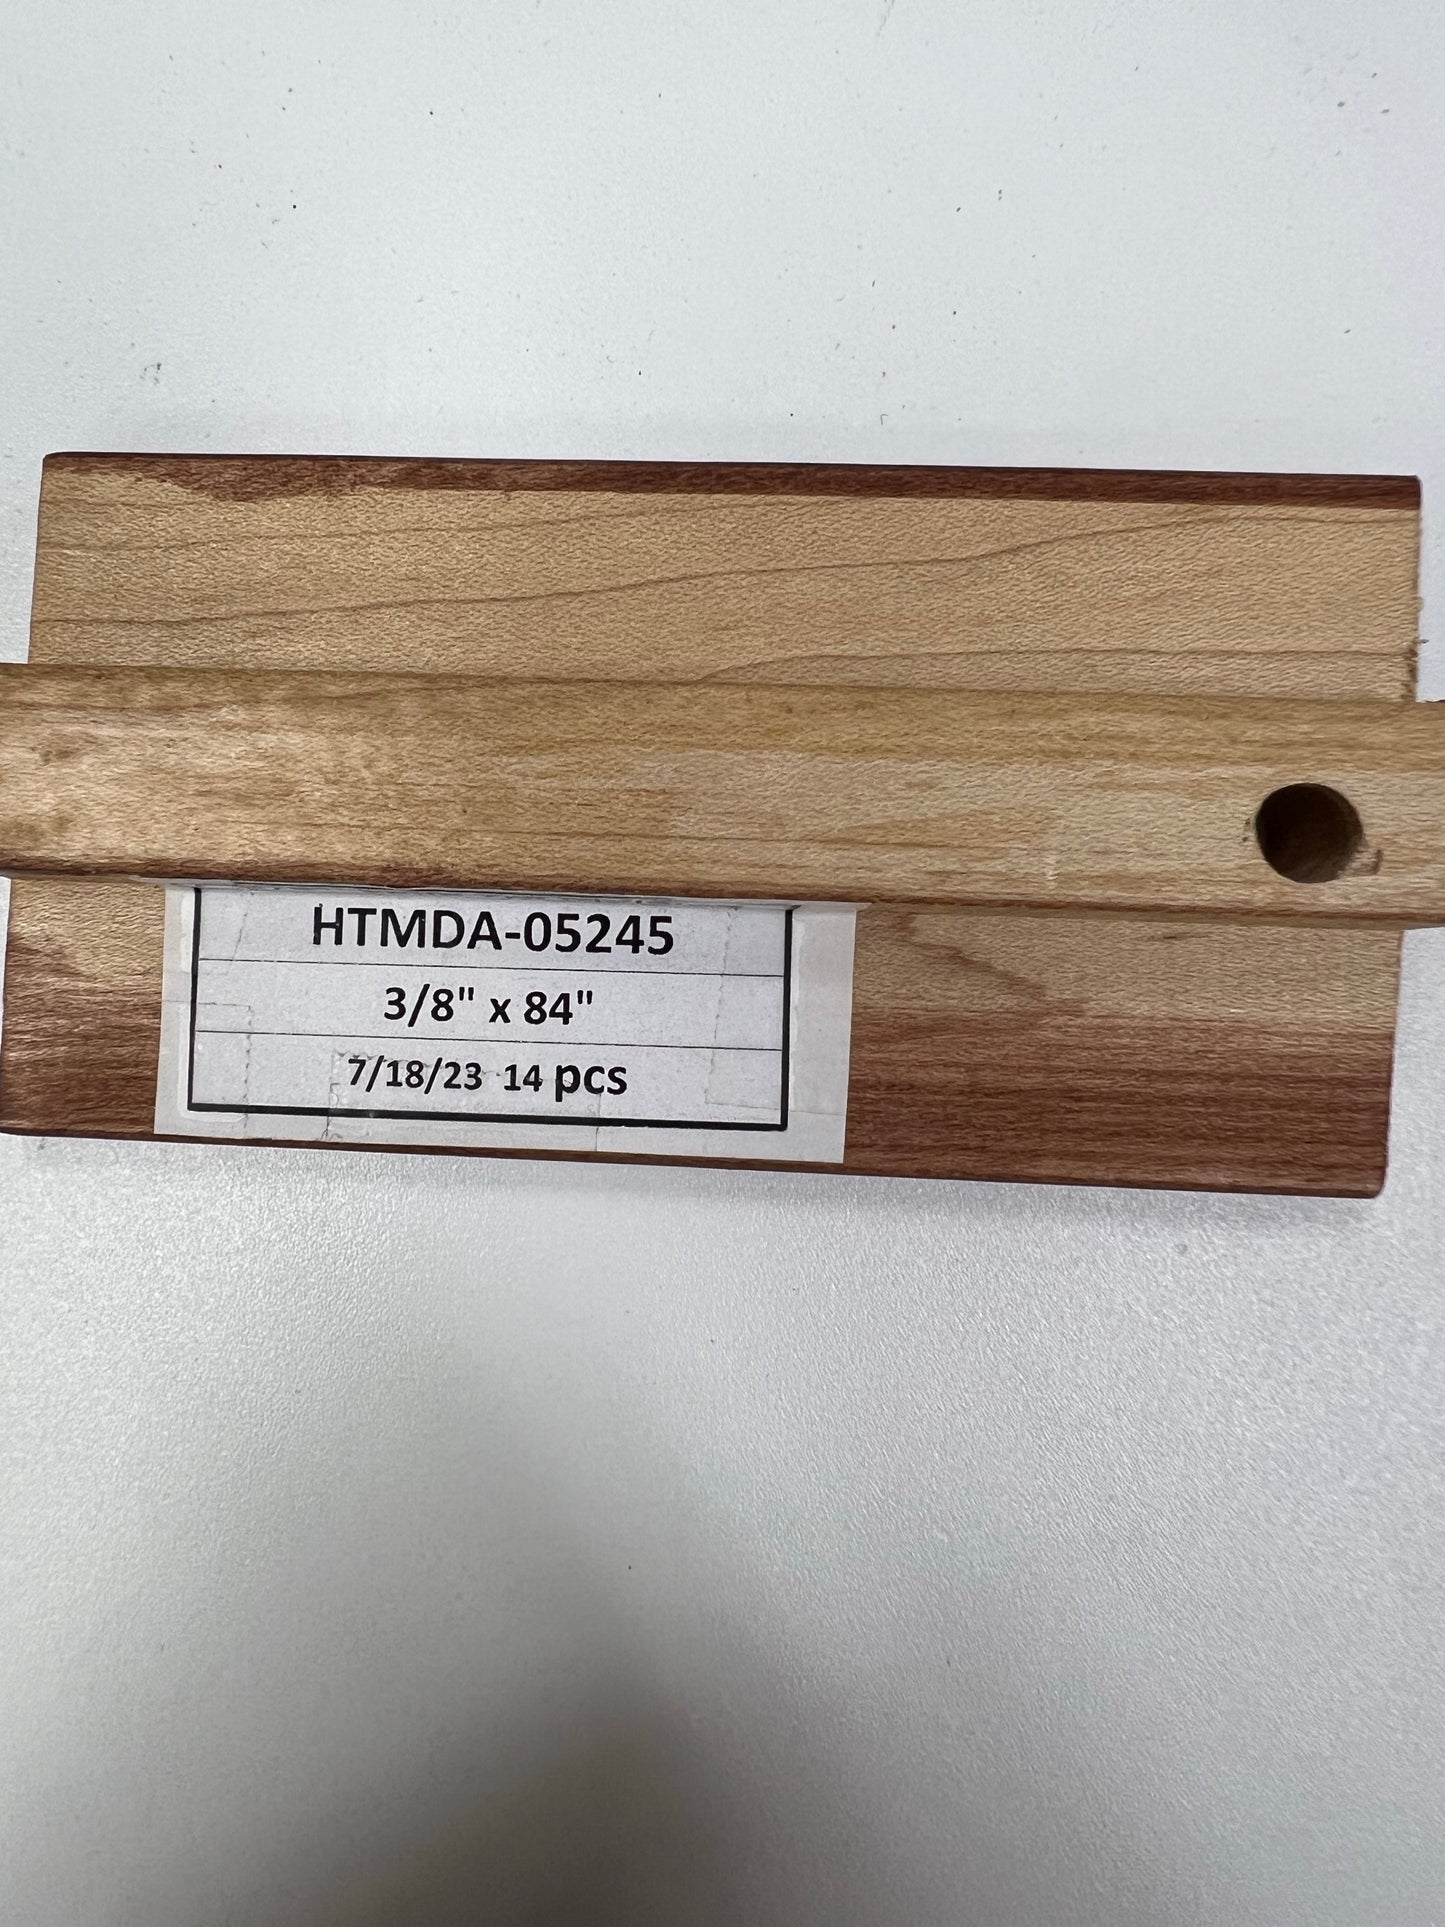 HTMDA-05245
3/8" x 84"
7/18/23 14 pcs